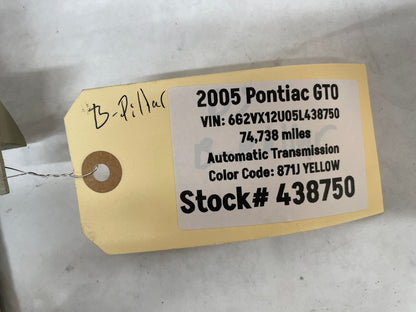 B-Pillar
2005 Pontiac GTO
VIN: 6G2VX12U05L438750
74,738 miles
Automatic Transmission
Color Code: 871J YELLOW
Stock# 438750